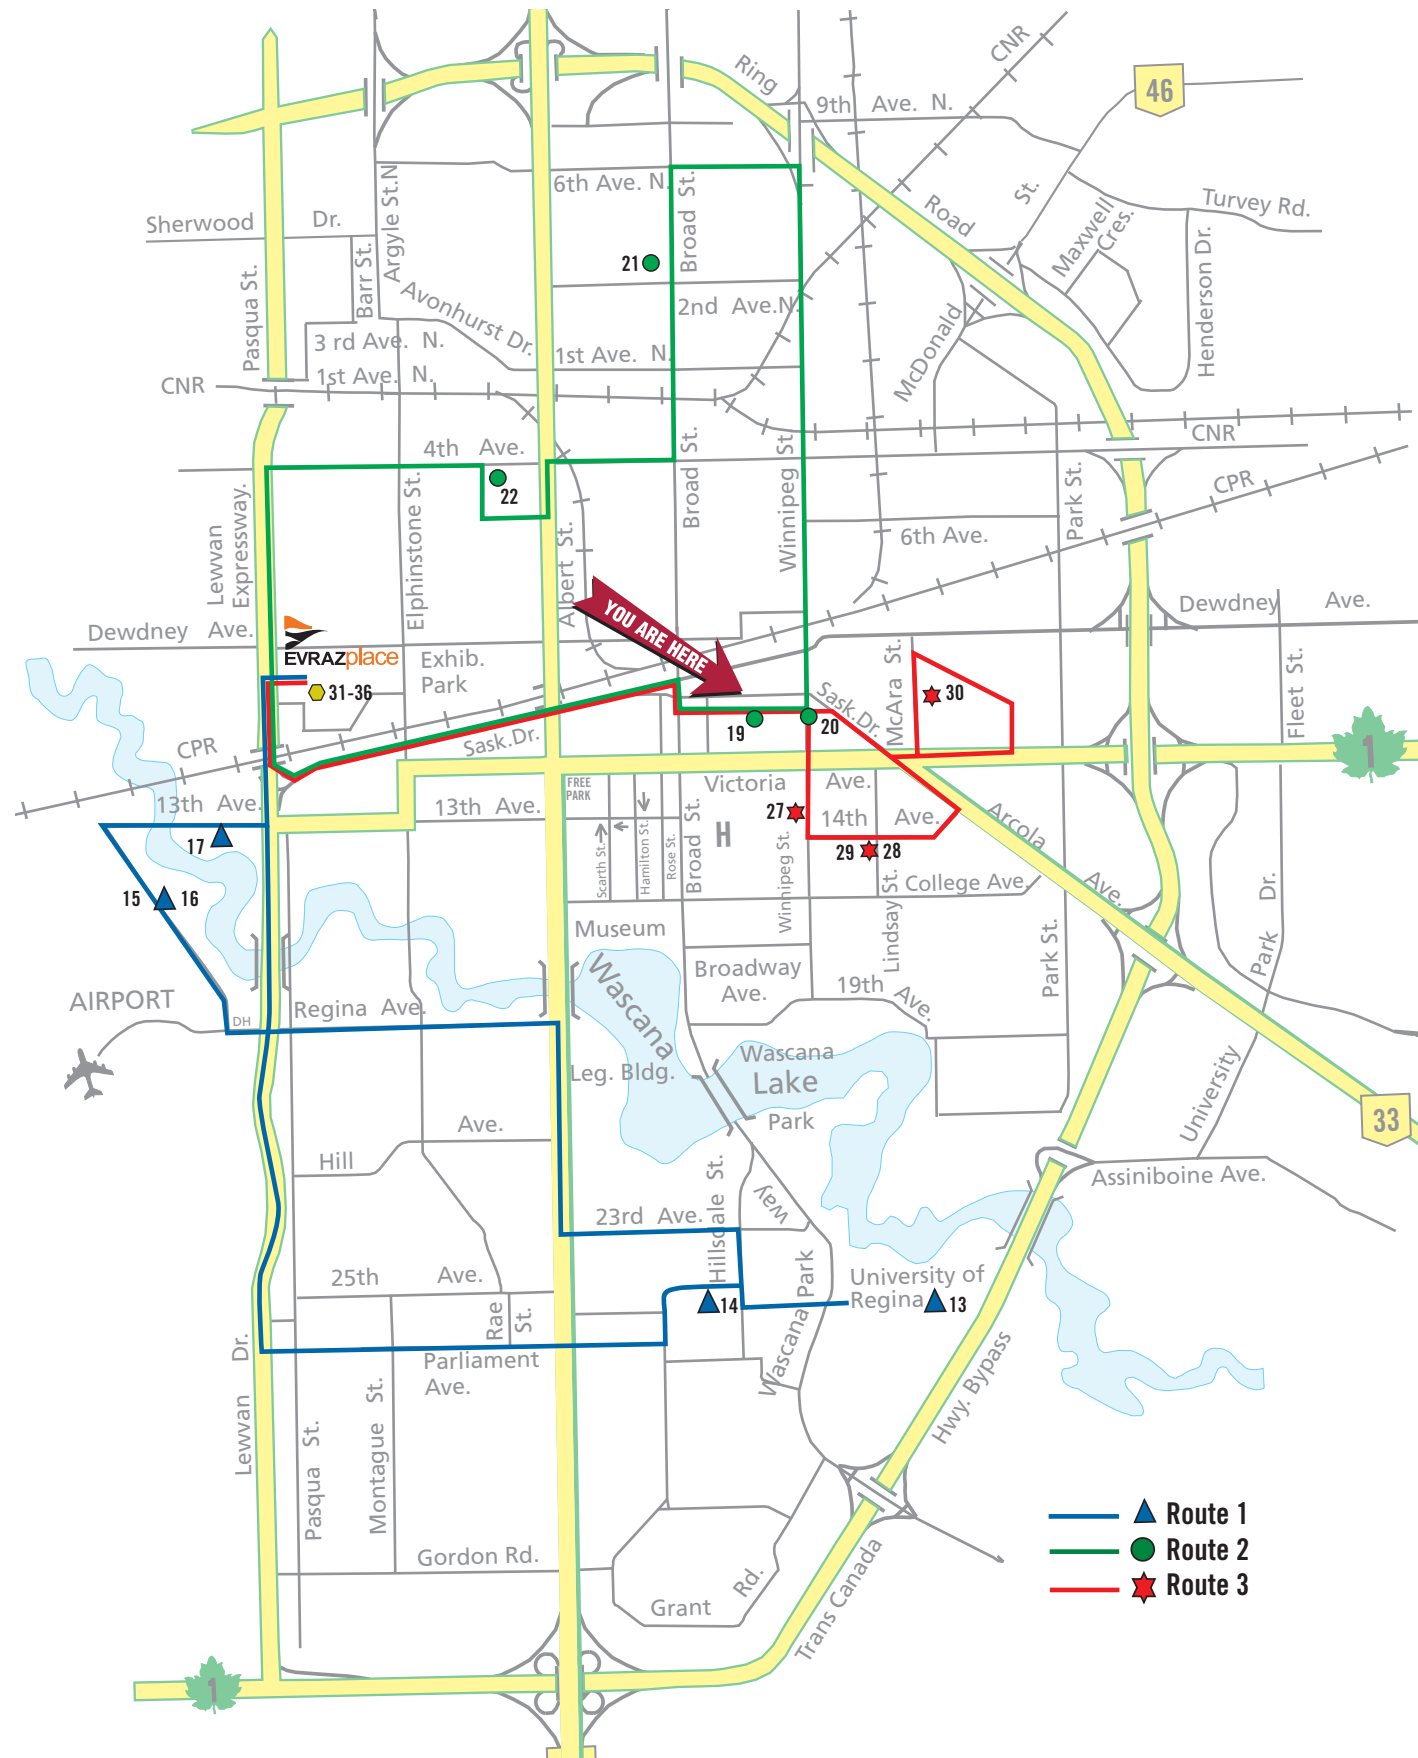 CNR
46
Ring
9th Ave. N.
6th Ave. N.
Broad St.
Argyle St.N
Sherwood Dr.
Barr St.
Pasqua St.
St.
Road
Maxwell
Cres.
Turvey Rd.
Henderson Dr.
21
2nd Ave.N.
Avonhurst Dr.
3 rd Ave. N.
1st Ave. N.
1st Ave. N.
McDonald
CNR
4th Ave.
CNR
22
Broad St.
Winnipeg St.
Park St.
CPR
Lewvan
Expressway.
Elphinstone St.
Albert St.
6th Ave.
Dewdney Ave.
Dewdney Ave.
YOU ARE HERE
EVRAZplace
Exhib.
Park
31-36
McArA St.
30
Fleet St.
CPR
Sask.Dr.
Sask.Dr.
19
20
1
13th Ave.
13th Ave.
FREE
PARK
Victoria Ave.
14th Ave.
Arcola Ave.
17
27
H
29
28
Scarth St.
Hamilton St.
Rose St.
Broad St.
Winnipeg St.
Lindsay St.
College Ave.
15
16
Museum
Park St.
Park Dr.
Broadway
Ave.
19th Ave.
AIRPORT
DH
Regina Ave.
Wascana
Leg. Bldg.
Wascana
Lake
Park
University
33
Hill Ave.
Assiniboine Ave.
23rd Ave.
Hillsdale St.
way
25th Ave.
Rae
St.
14
University of
Regina
13
Wascana Park
Lewvan Dr.
Parliament
Ave.
Pasqua St.
Montague St.
Hwy. Bypass
Gordon Rd.
Grant Rd.
Trans Canada
1
Route 1
Route 2
Route 3